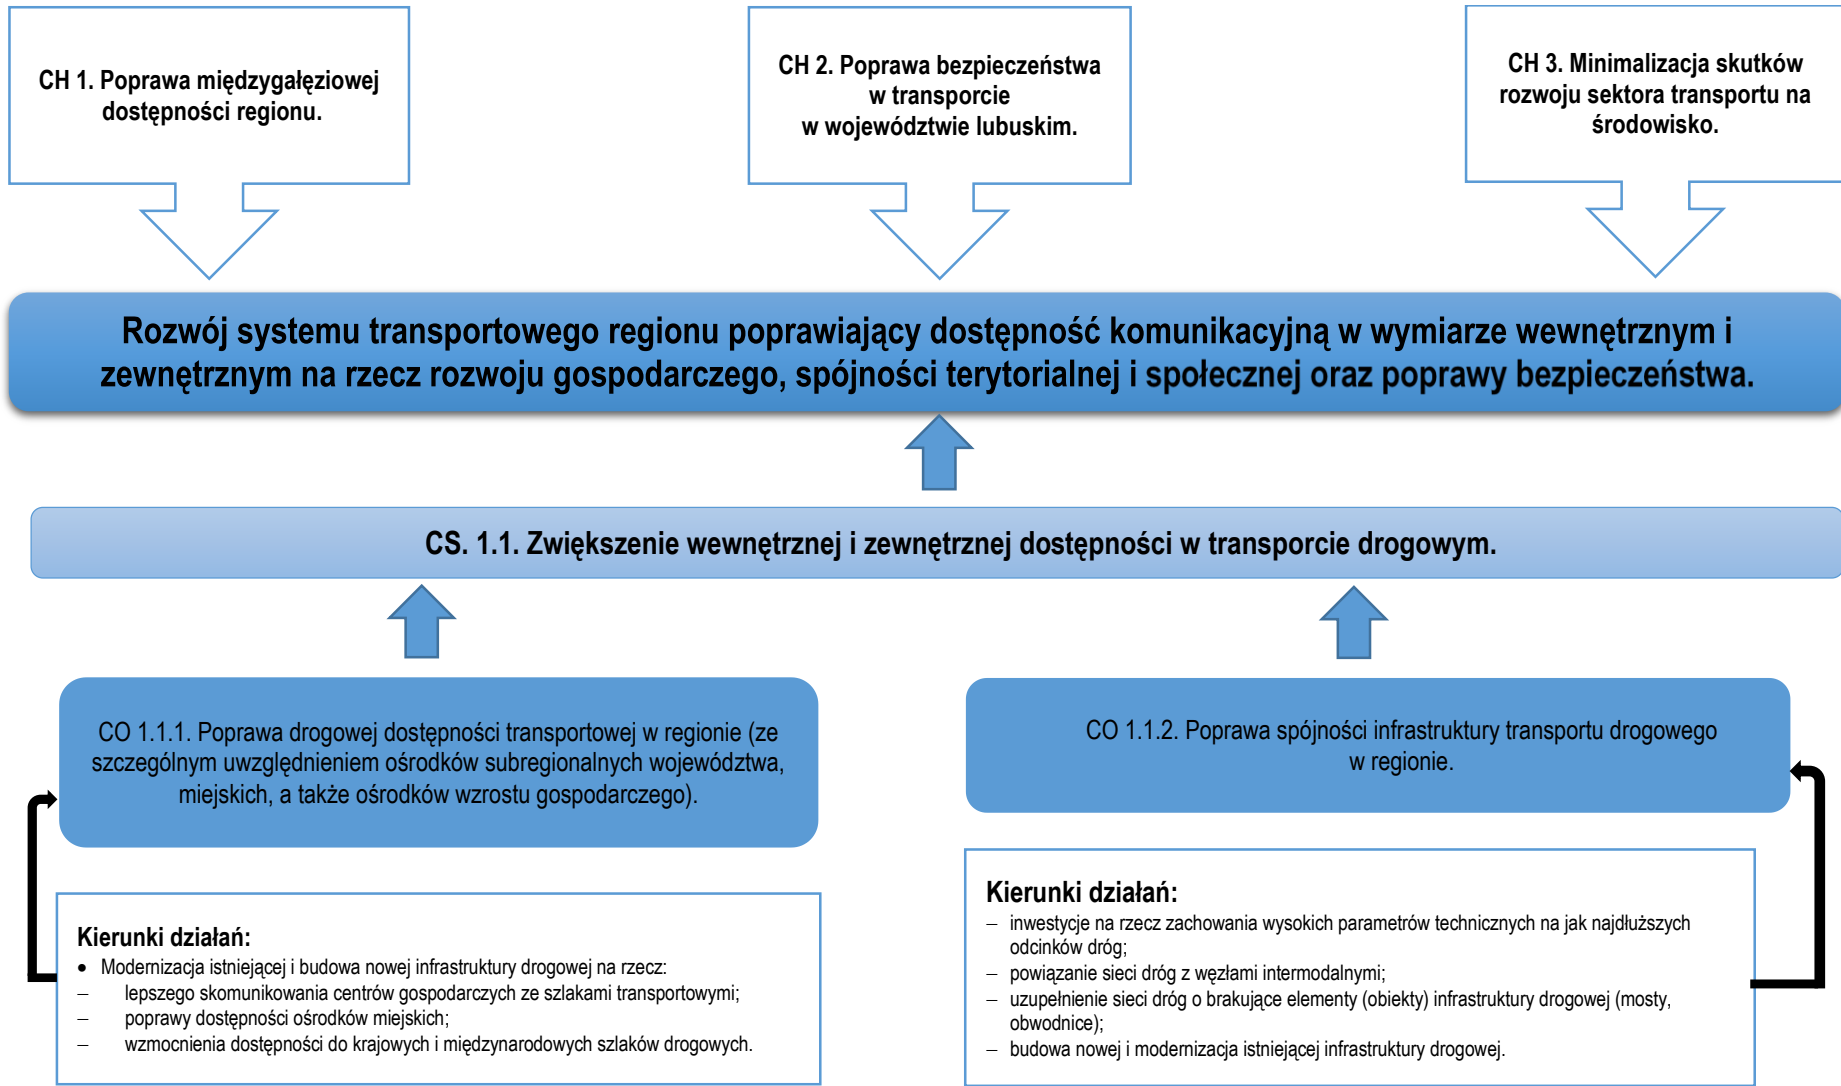 CH 1. Poprawa międzygałęziowej
dostępności regionu.
CH 2. Poprawa bezpieczeństwa
w transporcie
w województwie lubuskim.
CH 3. Minimalizacja skutków
rozwoju sektora transportu na
środowisko.
Rozwój systemu transportowego regionu poprawiający dostępność komunikacyjną w wymiarze wewnętrznym i
zewnętrznym na rzecz rozwoju gospodarczego, spójności terytorialnej i społecznej oraz poprawy bezpieczeństwa.
CS. 1.1. Zwiększenie wewnętrznej i zewnętrznej dostępności w transporcie drogowym.
CO 1.1.1. Poprawa drogowej dostępności transportowej w regionie (ze
szczególnym uwzględnieniem ośrodków subregionalnych województwa,
miejskich, a także ośrodków wzrostu gospodarczego).
CO 1.1.2. Poprawa spójności infrastruktury transportu drogowego
w regionie.
Kierunki działań:
• Modernizacja istniejącej i budowa nowej infrastruktury drogowej na rzecz:
– lepszego skomunikowania centrów gospodarczych ze szlakami transportowymi;
– poprawy dostępności ośrodków miejskich;
– wzmocnienia dostępności do krajowych i międzynarodowych szlaków drogowych.
Kierunki działań:
– inwestycje na rzecz zachowania wysokich parametrów technicznych na jak najdłuższych
odcinków dróg;
– powiązanie sieci dróg z węzłami intermodalnymi;
– uzupełnienie sieci dróg o brakujące elementy (obiekty) infrastruktury drogowej (mosty,
obwodnice);
– budowa nowej i modernizacja istniejącej infrastruktury drogowej.